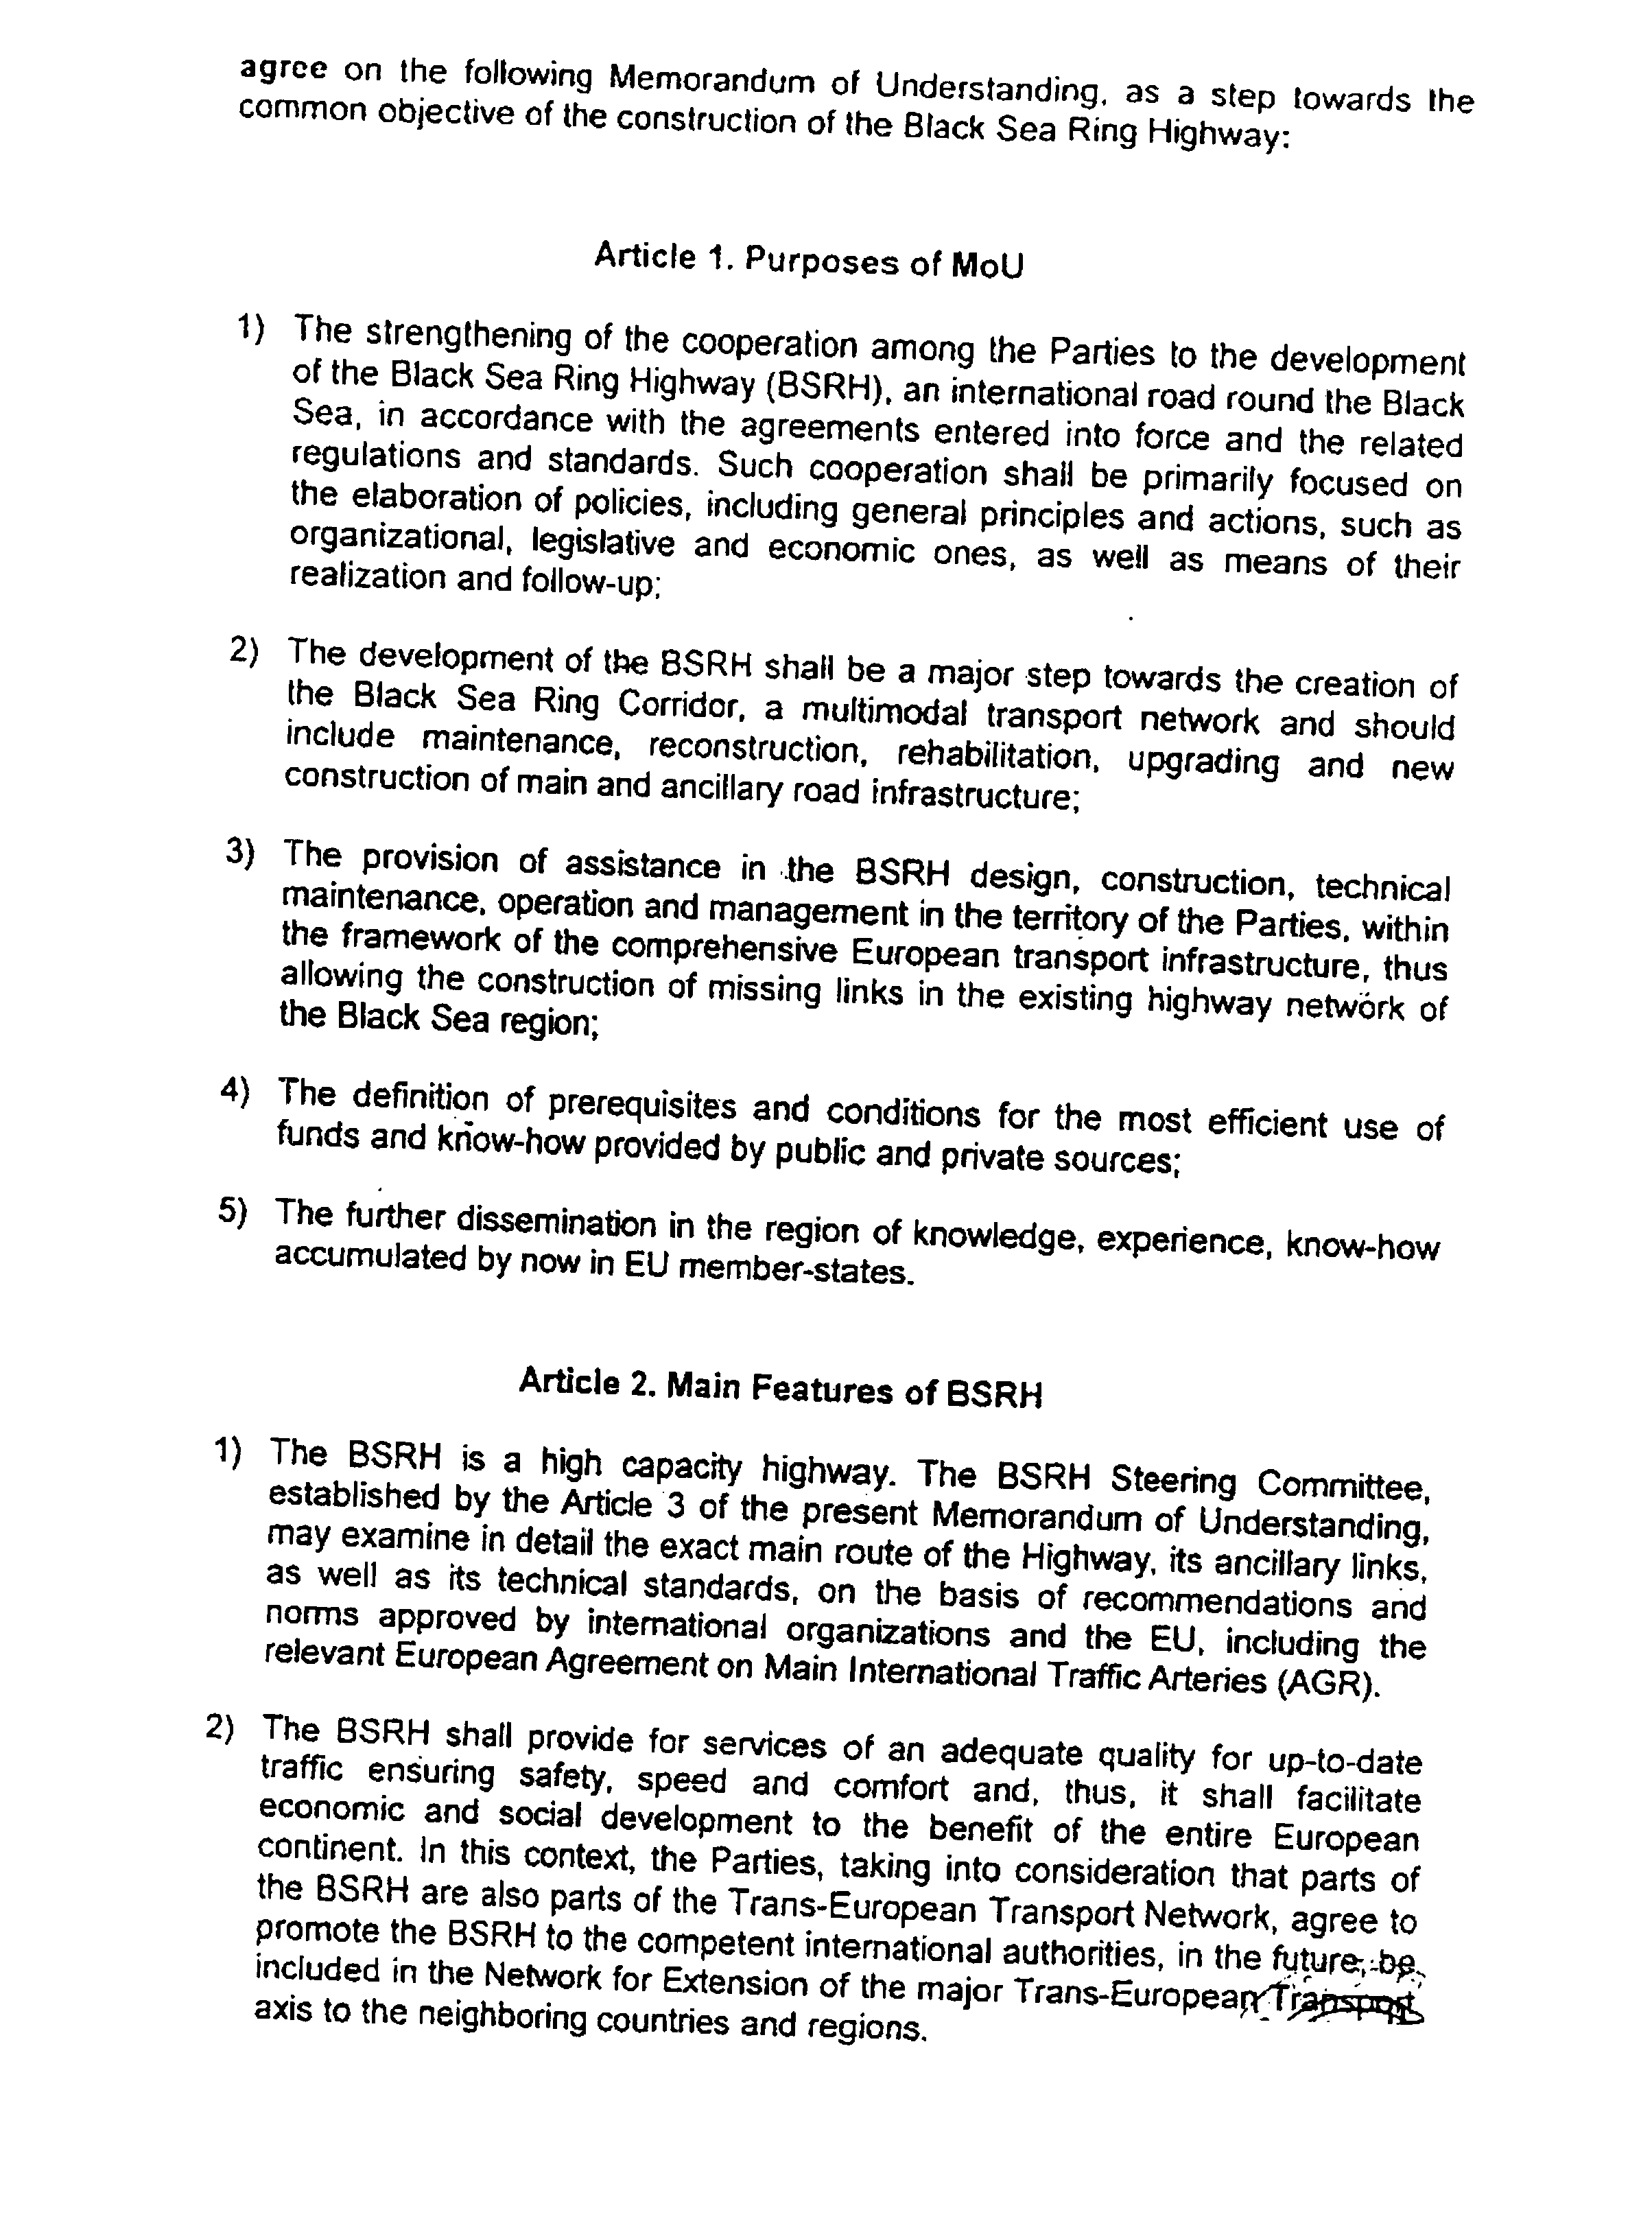 agree on the following Memorandum of Understanding, as a step towards the
common objective of the construction of the Black Sea Ring Highway:
Article 1. Purposes of MoU
1) The strengthening of the cooperation among the Parties to the development
of the Black Sea Ring Highway (BSRH), an international road round the Black
Sea, in accordance with the agreements entered into force and the related
regulations and standards. Such cooperation shall be primarily focused on
the elaboration of policies, including general principles and actions, such as
organizational, legislative and economic ones, as well as means of their
realization and follow-up;
2) The development of the BSRH shall be a major step towards the creation of
the Black Sea Ring Corridor, a multimodal transport network and should
include maintenance, reconstruction, rehabilitation, upgrading and new
construction of main and ancillary road infrastructure;
3) The provision of assistance in the BSRH design, construction, technical
maintenance, operation and management in the territory of the Parties, within
the framework of the comprehensive European transport infrastructure, thus
allowing the construction of missing links in the existing highway network of
the Black Sea region;
4) The definition of prerequisites and conditions for the most efficient use of
funds and know-how provided by public and private sources;
5) The further dissemination in the region of knowledge, experience, know-how
accumulated by now in EU member-states.
Article 2. Main Features of BSRH
1) The BSRH is a high capacity highway. The BSRH Steering Committee,
established by the Article 3 of the present Memorandum of Understanding,
may examine in detail the exact main route of the Highway, its ancillary links,
as well as its technical standards, on the basis of recommendations and
norms approved by international organizations and the EU, including the
relevant European Agreement on Main International Traffic Arteries (AGR).
2) The BSRH shall provide for services of an adequate quality for up-to-date
traffic ensuring safety, speed and comfort and, thus, it shall facilitate
economic and social development to the benefit of the entire European
continent. In this context, the Parties, taking into consideration that parts of
the BSRH are also parts of the Trans-European Transport Network, agree to
promote the BSRH to the competent international authorities, in the future, be
included in the Network for Extension of the major Trans-European Transport
axis to the neighboring countries and regions.